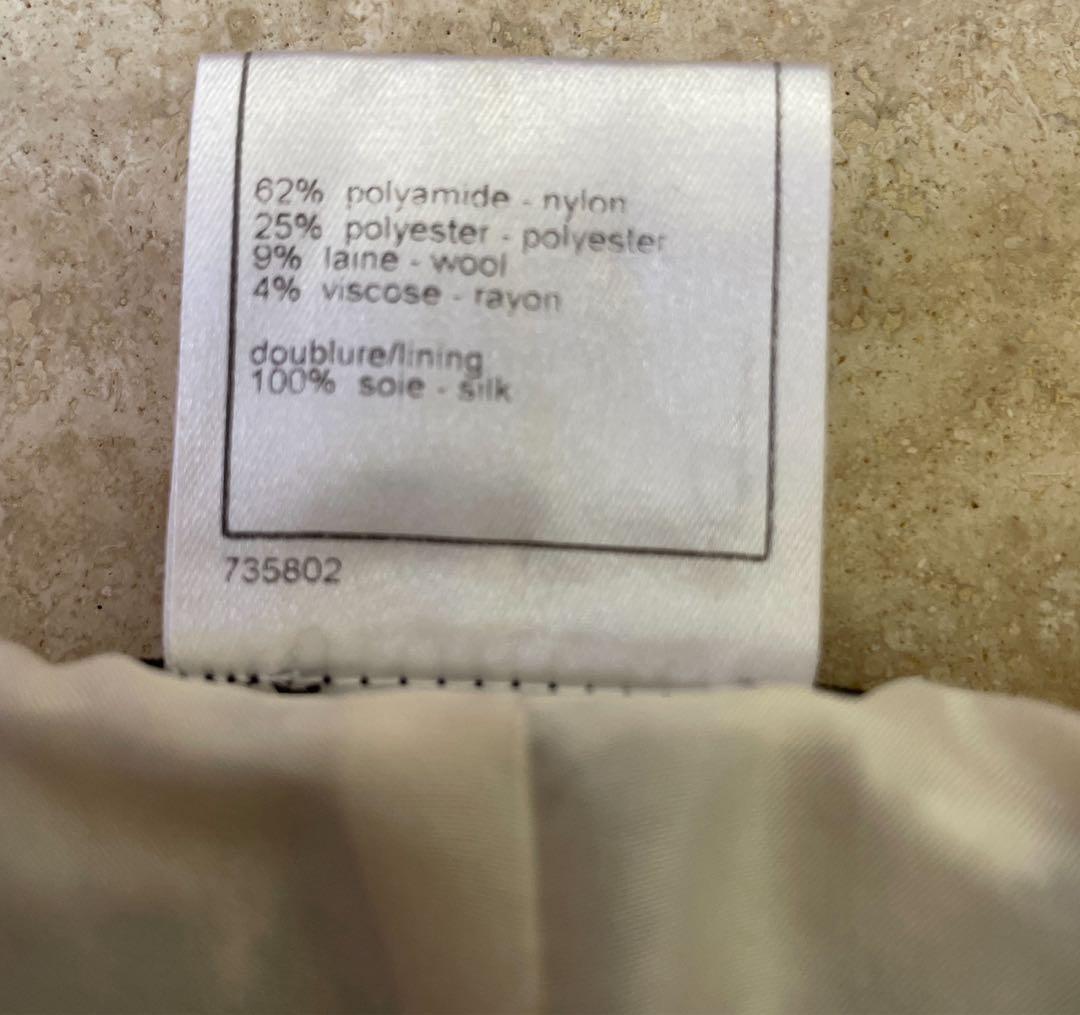 62% polyamide - nylon
25% polyester - polyester
9% laine - wool
4% viscose - rayon
doublure/lining
100% soie - silk
735802